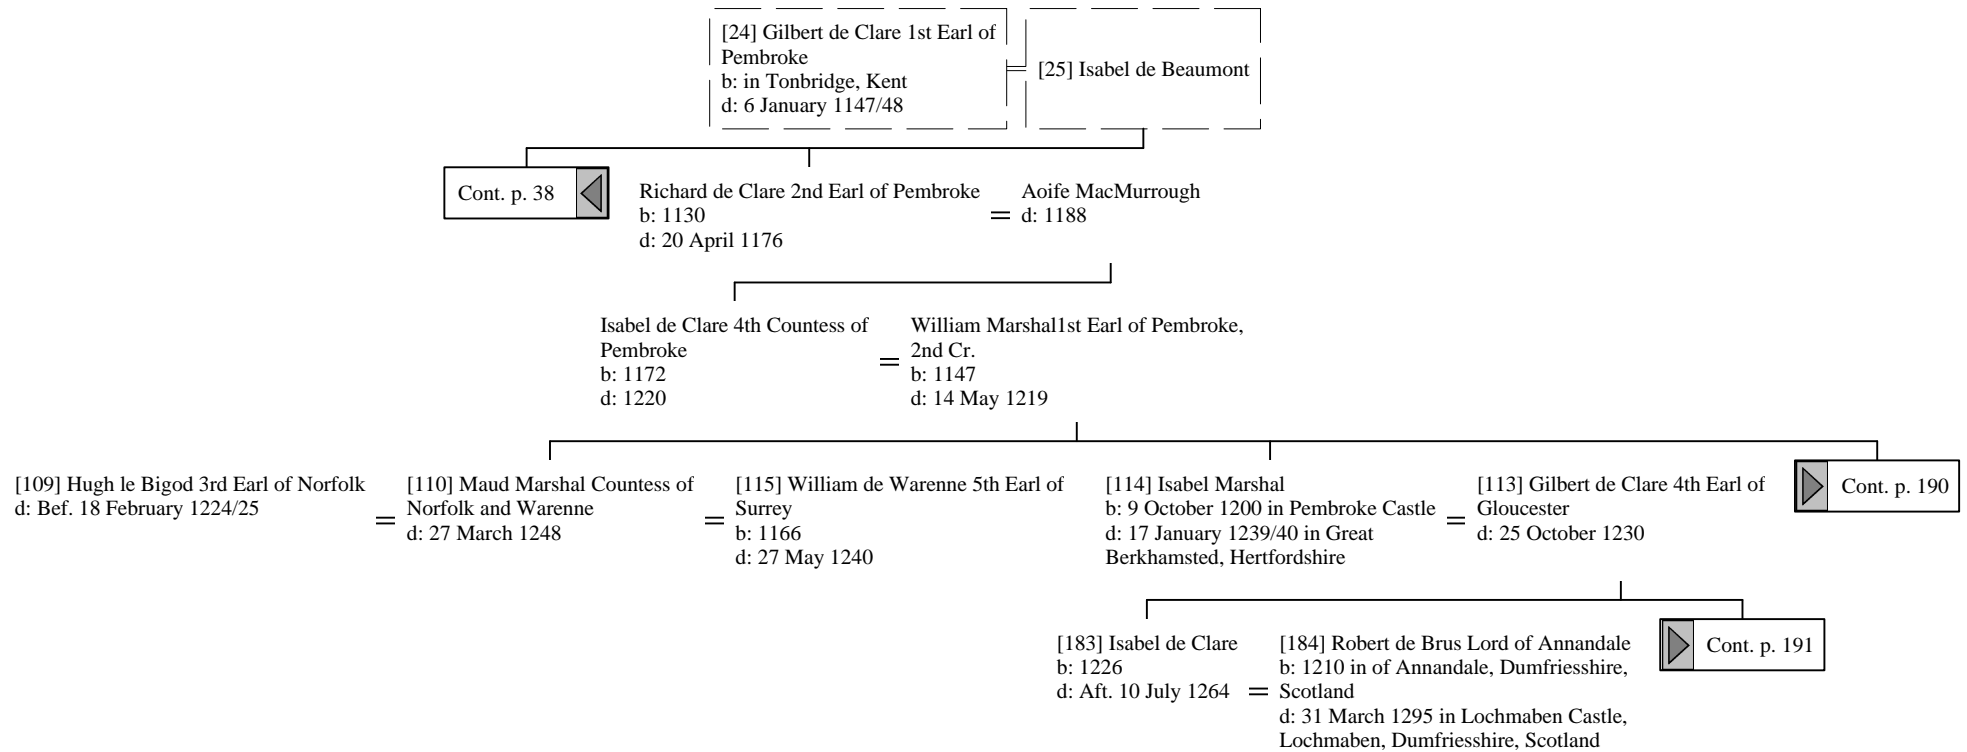 [24] Gilbert de Clare 1st Earl of
Pembroke
b: in Tonbridge, Kent
d: 6 January 1147/48
[25] Isabel de Beaumont
Cont. p. 38
Richard de Clare 2nd Earl of Pembroke
b: 1130
d: 20 April 1176
=
Aoife MacMurrough
d: 1188
Isabel de Clare 4th Countess of
Pembroke
b: 1172
d: 1220
=
William Marshal1st Earl of Pembroke,
2nd Cr.
b: 1147
d: 14 May 1219
[109] Hugh le Bigod 3rd Earl of Norfolk
d: Bef. 18 February 1224/25
=
[110] Maud Marshal Countess of
Norfolk and Warenne
d: 27 March 1248
=
[115] William de Warenne 5th Earl of
Surrey
b: 1166
d: 27 May 1240
[114] Isabel Marshal
b: 9 October 1200 in Pembroke Castle
d: 17 January 1239/40 in Great
Berkhamsted, Hertfordshire
=
[113] Gilbert de Clare 4th Earl of
Gloucester
d: 25 October 1230
Cont. p. 190
[183] Isabel de Clare
b: 1226
d: Aft. 10 July 1264
=
[184] Robert de Brus Lord of Annandale
b: 1210 in of Annandale, Dumfriesshire,
Scotland
d: 31 March 1295 in Lochmaben Castle,
Lochmaben, Dumfriesshire, Scotland
Cont. p. 191